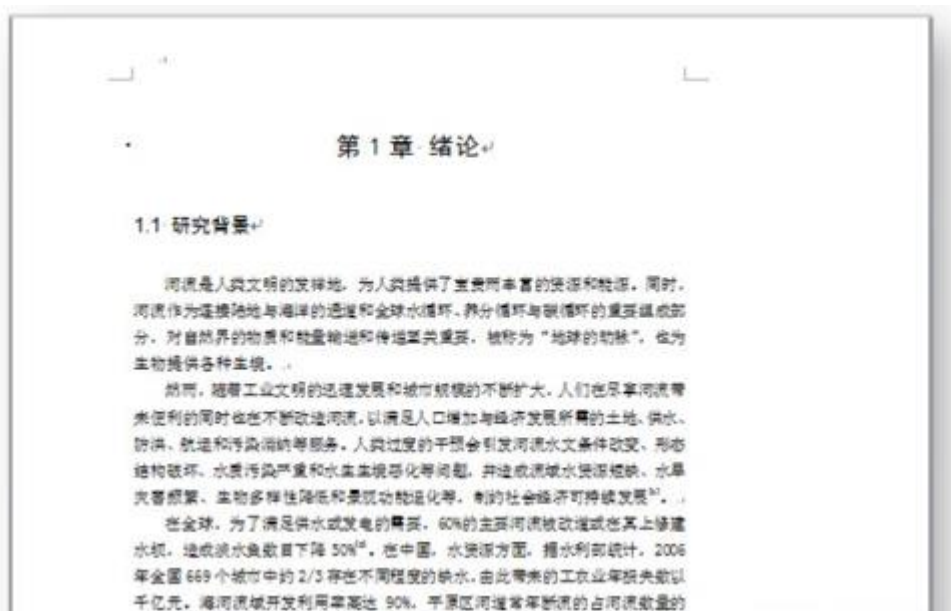 第 1 章 绪论
1.1 研究背景
河流是人类文明的发祥地，为人类提供了宝贵而丰富的资源和能源。同时，
河流作为连接陆地与海洋的通道和全球水循环、养分循环与碳循环的重要组成部
分，对自然界的物质和能量输送和传递至关重要，被称为“地球的动脉”，也为
生物提供各种生境。
然而，随着工业文明的迅速发展和城市规模的不断扩大，人们在尽享河流带
来便利的同时也在不断改造河流，以满足人口增加与经济发展所需的土地、供水、
防洪、航运和污染消纳等服务。人类过度的干预会引发河流水文条件改变、形态
结构破坏、水质污染严重和水生生境恶化等问题，并造成流域水资源短缺、水旱
灾害频繁、生物多样性降低和景观功能退化等，制约社会经济可持续发展。
在全球，为了满足供水或发电的需要，60%的主要河流被改造或在其上修建
水坝，造成淡水鱼数目下降 50%。在中国，水资源方面，据水利部统计，2006
年全国 669 个城市中约 2/3 存在不同程度的缺水，由此带来的工农业年损失数以
千亿元。海河流域开发利用率高达 90%，平原区河道常年断流的占河流数量的